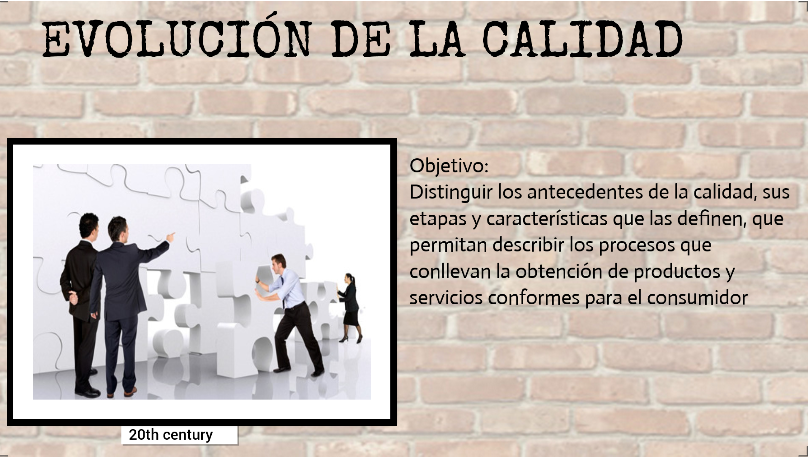 EVOLUCIÓN DE LA CALIDAD
Objetivo:
Distinguir los antecedentes de la calidad, sus
etapas y características que las definen, que
permitan describir los procesos que
conllevan la obtención de productos y
servicios conformes para el consumidor
20th century